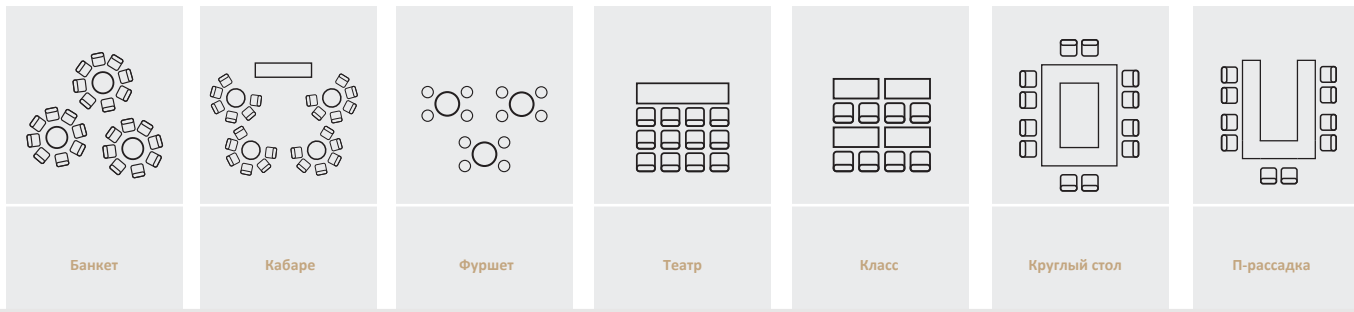 Банкет
Кабаре
Фуршет
Театр
Класс
Круглый стол
П-рассадка